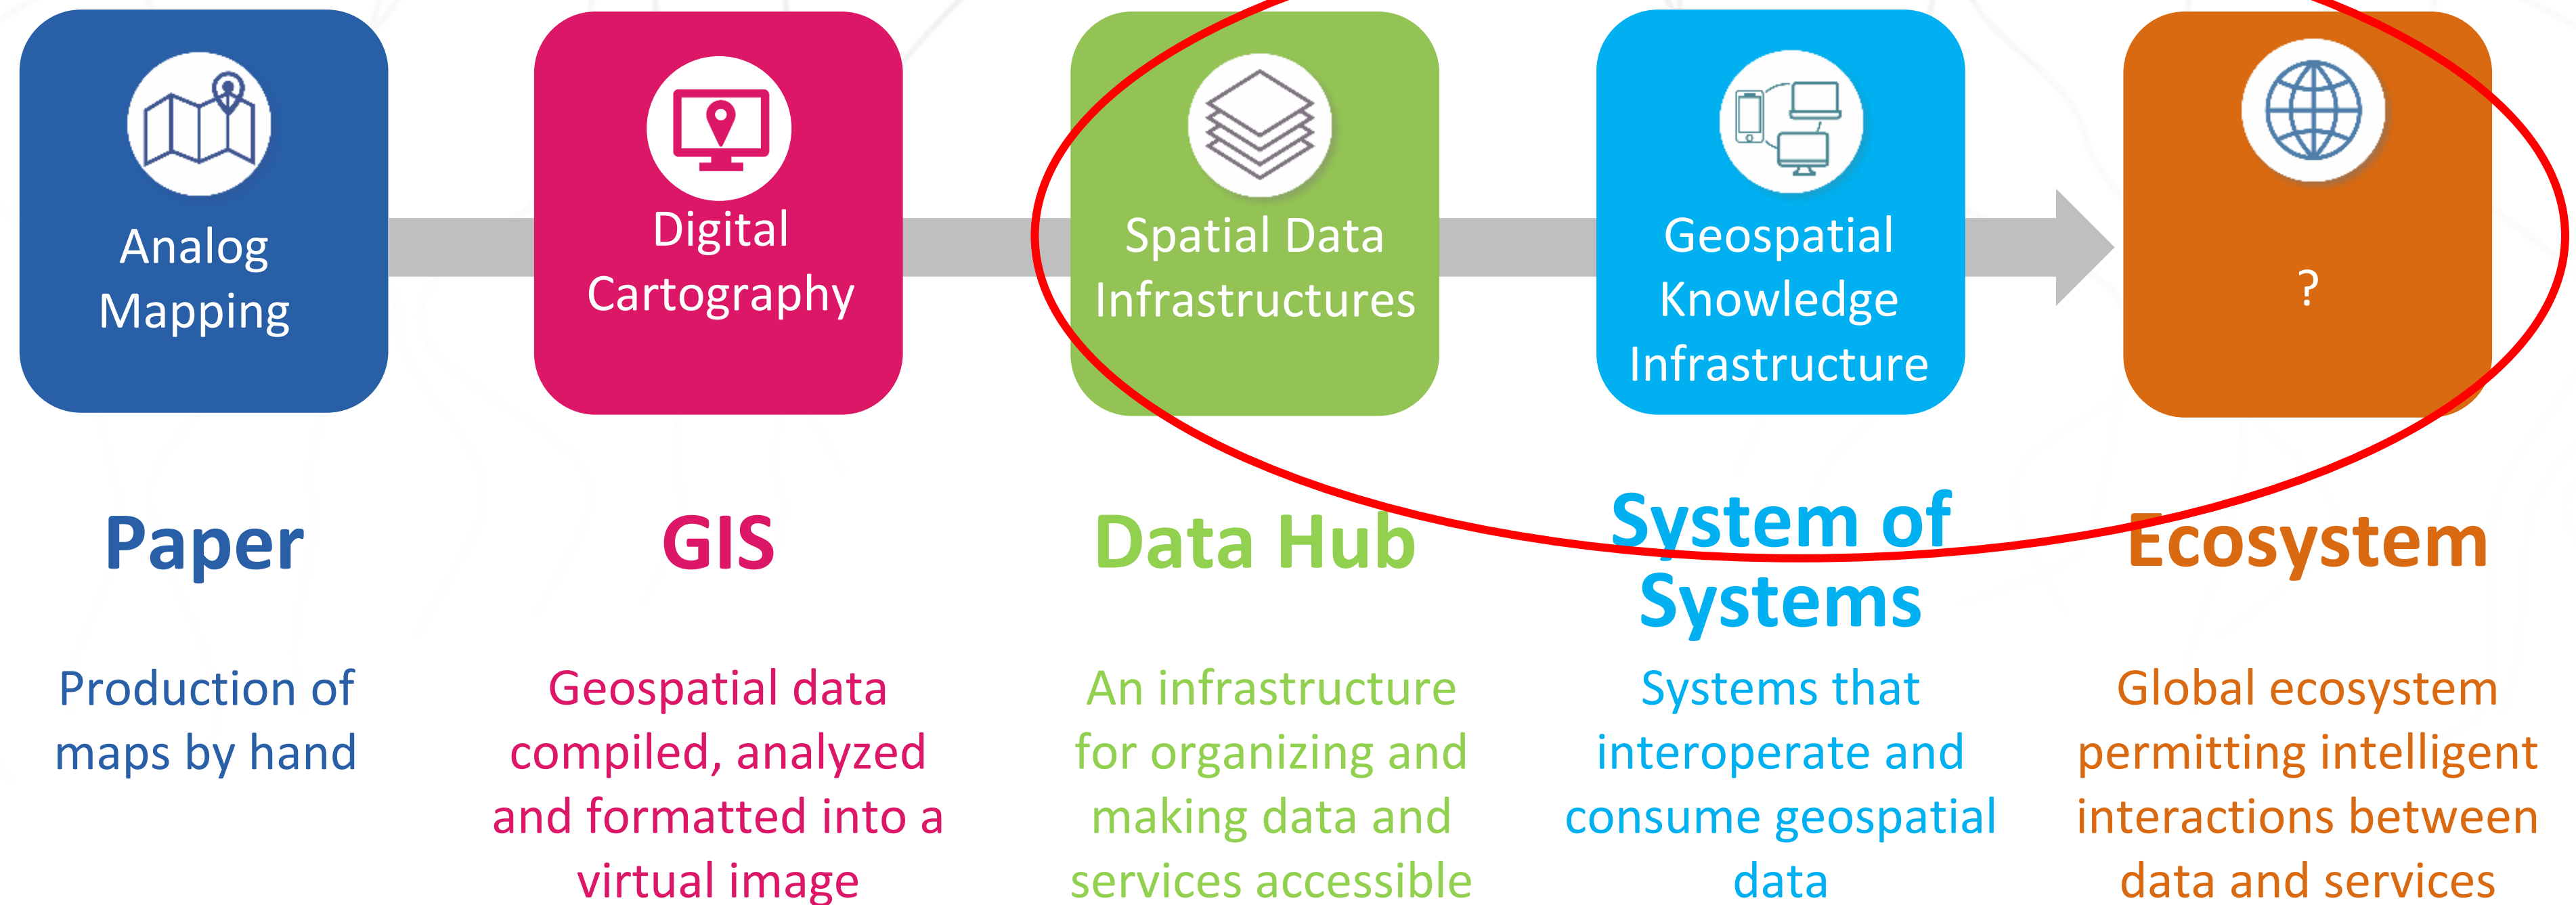 Analog
Mapping
Digital
Cartography
Spatial Data
Infrastructures
Geospatial
Knowledge
Infrastructure
?
Paper
GIS
Data Hub
System of
Systems
Ecosystem
Production of
maps by hand
Geospatial data
compiled, analyzed
and formatted into a
virtual image
An infrastructure
for organizing and
making data and
services accessible
Systems that
interoperate and
consume geospatial
data
Global ecosystem
permitting intelligent
interactions between
data and services